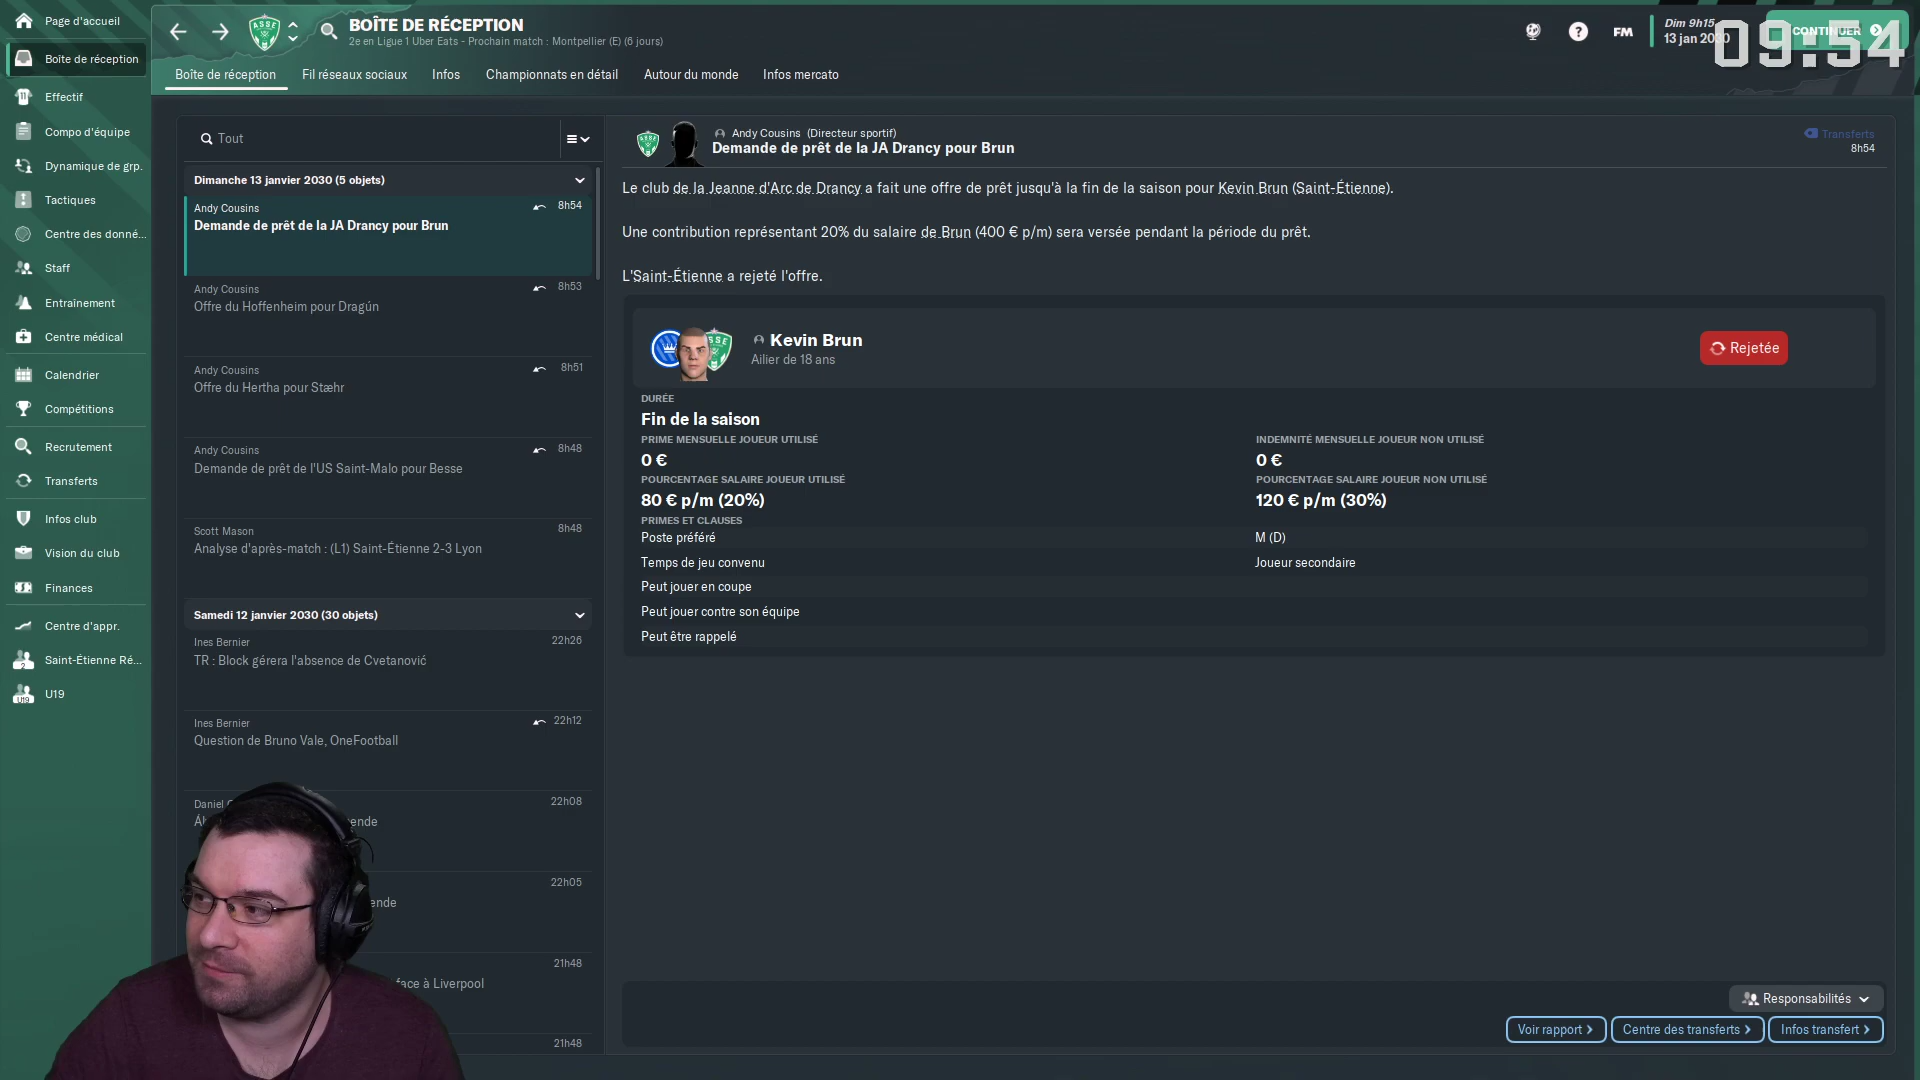 Page d'accueil
Boîte de réception
Effectif
Compo d'équipe
Dynamique de grp.
Tactiques
Centre des donné...
Staff
Entraînement
Centre médical
Calendrier
Compétitions
Recrutement
Transferts
Infos club
Vision du club
Finances
Centre d'appr.
Saint-Étienne Ré...
U19
BOÎTE DE RÉCEPTION
2e en Ligue 1 Uber Eats - Prochain match : Montpellier (E) (6 jours)
FM
Dim 9h15
13 jan 2030
CONTINUER
09:54
Boîte de réception
Fil réseaux sociaux
Infos
Championnats en détail
Autour du monde
Infos mercato
Tout
Dimanche 13 janvier 2030 (5 objets)
Andy Cousins 8h54
Demande de prêt de la JA Drancy pour Brun
Andy Cousins 8h53
Offre du Hoffenheim pour Dragún
Andy Cousins 8h51
Offre du Hertha pour Stæhr
Andy Cousins 8h48
Demande de prêt de l'US Saint-Malo pour Besse
Scott Mason 8h48
Analyse d'après-match : (L1) Saint-Étienne 2-3 Lyon
Samedi 12 janvier 2030 (30 objets)
Ines Bernier 22h26
TR : Block gérera l'absence de Cvetanović
Ines Bernier 22h12
Question de Bruno Vale, OneFootball
Daniel 22h08
22h05
21h48
face à Liverpool
21h48
Andy Cousins (Directeur sportif)
Demande de prêt de la JA Drancy pour Brun
Transferts
8h54
Le club de la Jeanne d'Arc de Drancy a fait une offre de prêt jusqu'à la fin de la saison pour Kevin Brun (Saint-Étienne).
Une contribution représentant 20% du salaire de Brun (400 € p/m) sera versée pendant la période du prêt.
L'Saint-Étienne a rejeté l'offre.
Kevin Brun
Ailier de 18 ans
Rejetée
DURÉE
Fin de la saison
PRIME MENSUELLE JOUEUR UTILISÉ
INDEMNITÉ MENSUELLE JOUEUR NON UTILISÉ
0 €
0 €
POURCENTAGE SALAIRE JOUEUR UTILISÉ
POURCENTAGE SALAIRE JOUEUR NON UTILISÉ
80 € p/m (20%)
120 € p/m (30%)
PRIMES ET CLAUSES
Poste préféré M (D)
Temps de jeu convenu Joueur secondaire
Peut jouer en coupe
Peut jouer contre son équipe
Peut être rappelé
Responsabilités
Voir rapport
Centre des transferts
Infos transfert